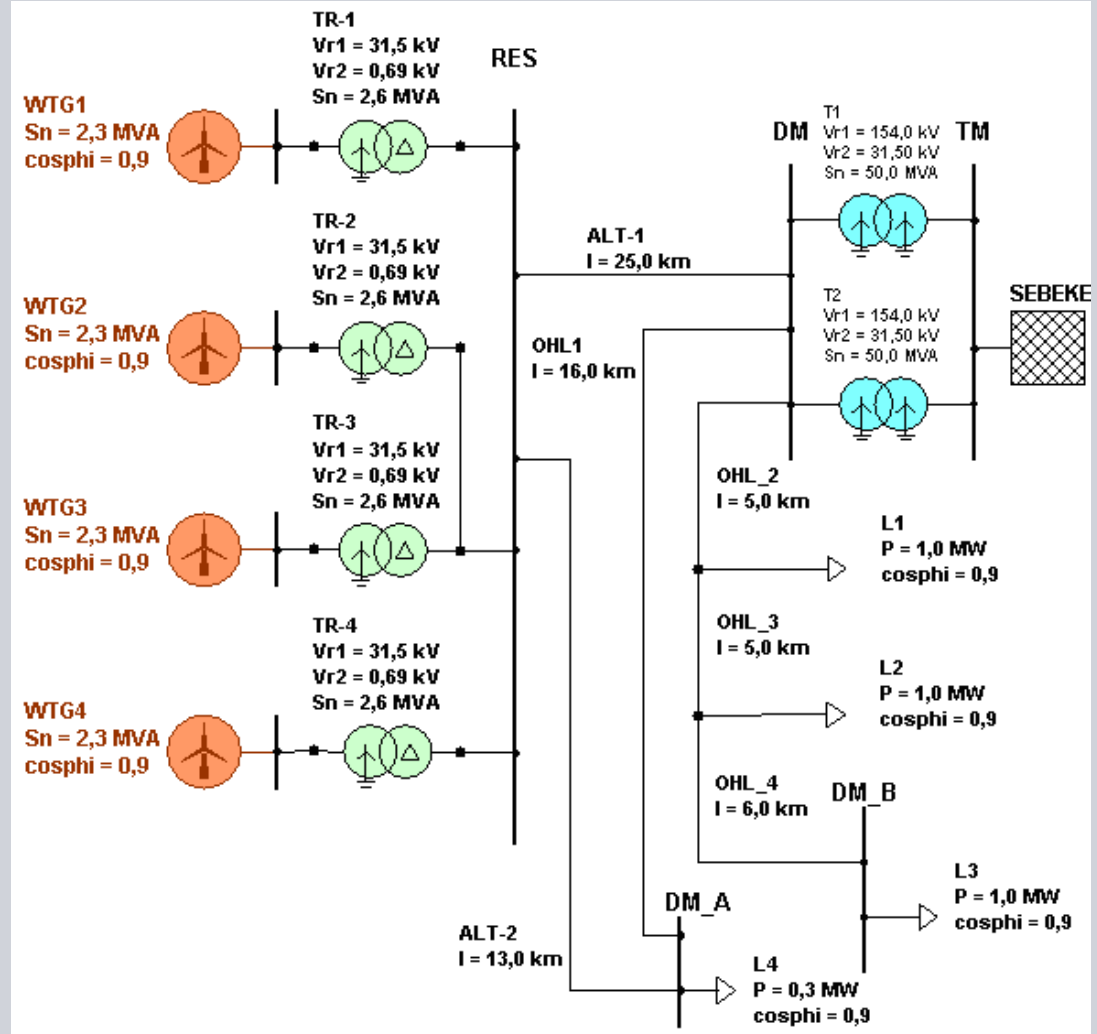 TR-1
Vr1 = 31,5 kV
Vr2 = 0,69 kV
Sn = 2,6 MVA
RES
WTG1
Sn = 2,3 MVA
cosphi = 0,9
T1
Vr1 = 154,0 kV
Vr2 = 31,50 kV
Sn = 50,0 MVA
DM
TM
TR-2
Vr1 = 31,5 kV
Vr2 = 0,69 kV
Sn = 2,6 MVA
ALT-1
l = 25,0 km
WTG2
Sn = 2,3 MVA
cosphi = 0,9
T2
Vr1 = 154,0 kV
Vr2 = 31,50 kV
Sn = 50,0 MVA
SEBEKE
OHL1
l = 16,0 km
TR-3
Vr1 = 31,5 kV
Vr2 = 0,69 kV
Sn = 2,6 MVA
WTG3
Sn = 2,3 MVA
cosphi = 0,9
OHL_2
l = 5,0 km
L1
P = 1,0 MW
cosphi = 0,9
TR-4
Vr1 = 31,5 kV
Vr2 = 0,69 kV
Sn = 2,6 MVA
OHL_3
l = 5,0 km
L2
P = 1,0 MW
cosphi = 0,9
WTG4
Sn = 2,3 MVA
cosphi = 0,9
OHL_4
l = 6,0 km
DM_B
L3
P = 1,0 MW
cosphi = 0,9
DM_A
ALT-2
l = 13,0 km
L4
P = 0,3 MW
cosphi = 0,9